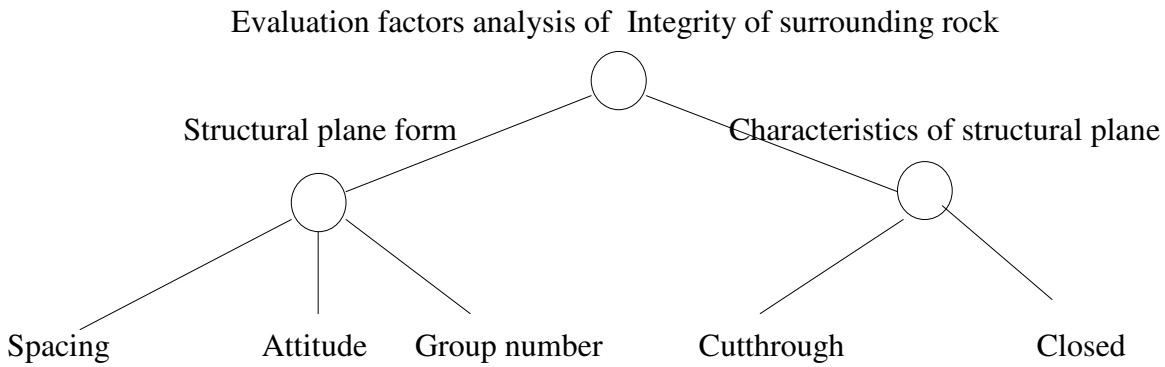 Evaluation factors analysis of Integrity of surrounding rock
Structural plane form
Characteristics of structural plane
Spacing
Attitude
Group number
Cutthrough
Closed